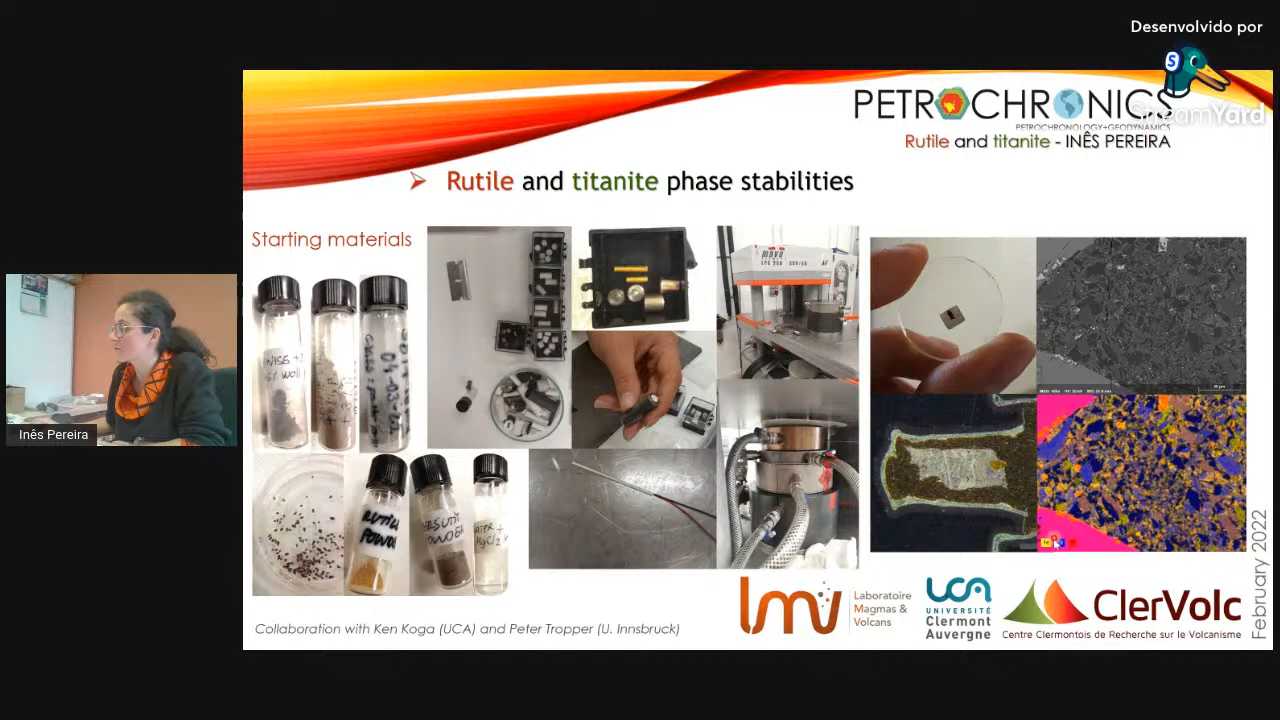 Desenvolvido por
S
StreamYard
PETROCHRONICS
PETROCHRONOLOGY+GEODYNAMICS
Rutile and titanite - INÊS PEREIRA
Rutile and titanite phase stabilities
Starting materials
RUTILE
POWDER
POWDER
Inês Pereira
February 2022
Collaboration with Ken Koga (UCA) and Peter Tropper (U. Innsbruck)
lmv
Laboratoire
Magmas &
Volcans
UCA
UNIVERSITÉ
Clermont
Auvergne
ClerVolc
Centre Clermontois de Recherche sur le Volcanisme